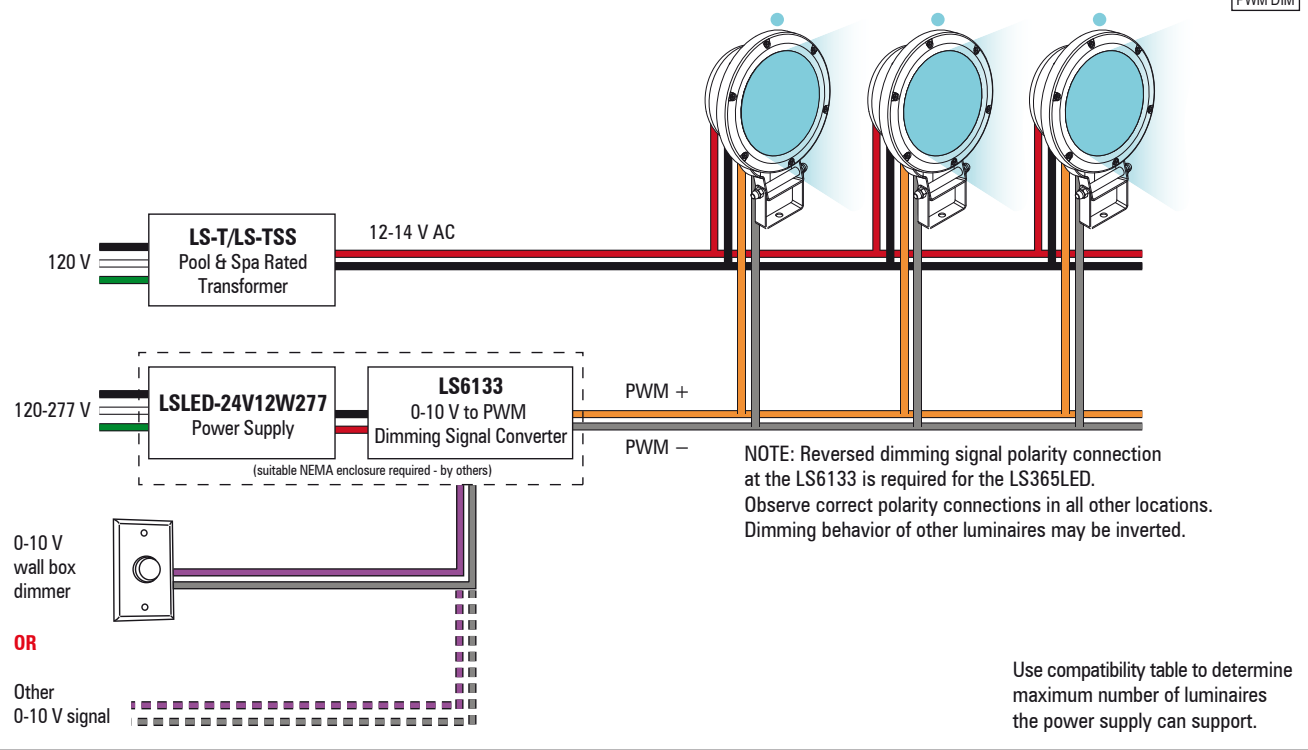 PWM DIM
LS-T/LS-TSS
Pool & Spa Rated
Transformer
120 V
12-14 V AC
LSLED-24V12W277
Power Supply
120-277 V
LS6133
0-10 V to PWM
Dimming Signal Converter
(suitable NEMA enclosure required - by others)
PWM +
PWM −
NOTE: Reversed dimming signal polarity connection
at the LS6133 is required for the LS365LED.
Observe correct polarity connections in all other locations.
Dimming behavior of other luminaires may be inverted.
0-10 V
wall box
dimmer
OR
Other
0-10 V signal
Use compatibility table to determine
maximum number of luminaires
the power supply can support.